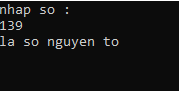 nhap so :
139
la so nguyen to